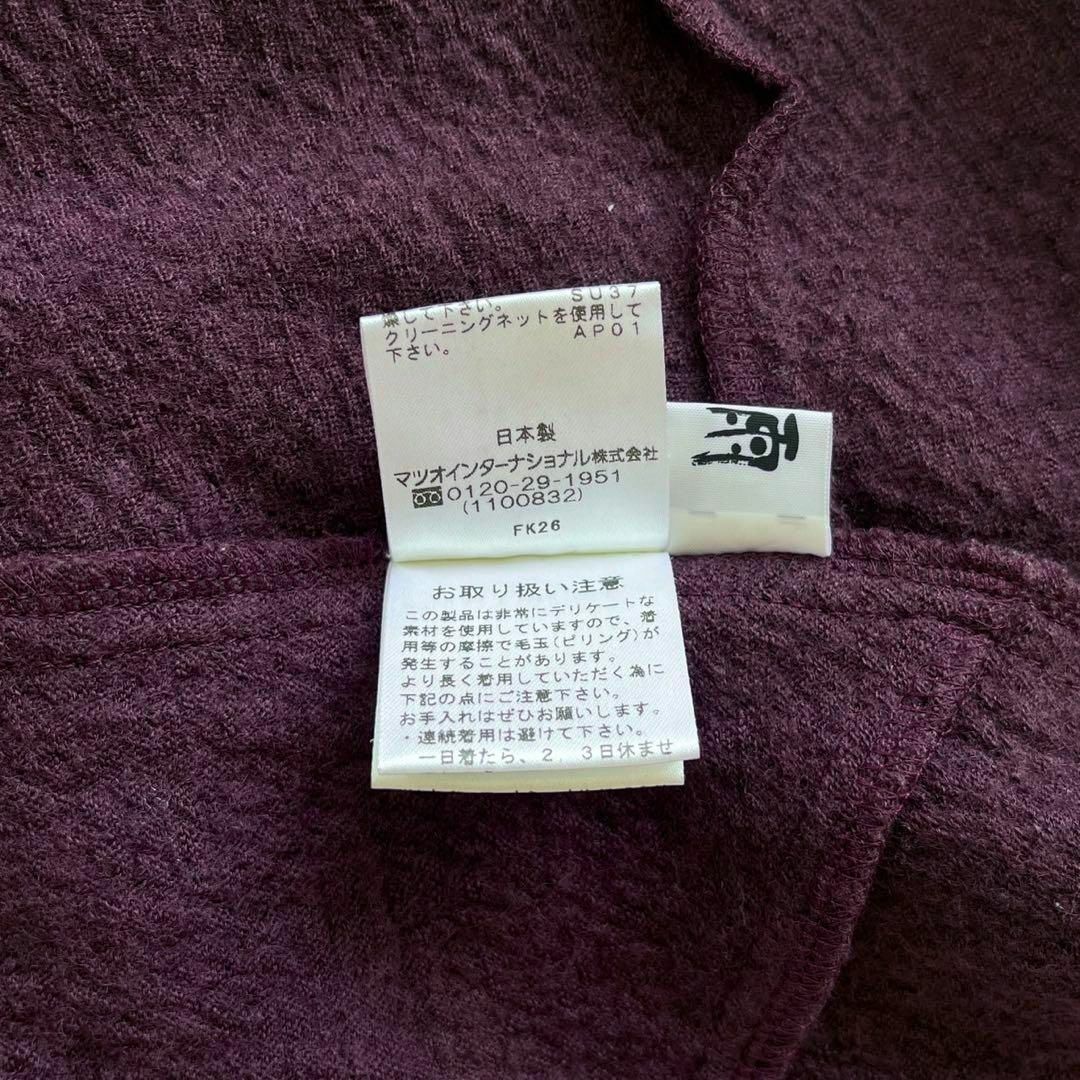 燥して下さい。 SU37
クリーニングネットを使用して
下さい。 AP01
日本製
マツオインターナショナル株式会社
0120-29-1951
(1100832)
FK26
お取り扱い注意
この製品は非常にデリケートな
素材を使用していますので、着
用等の摩擦で毛玉(ピリング)が
発生することがあります。
より長く着用していただく為に
下記の点にご注意下さい。
お手入れはぜひお願いします。
・連続着用は避けて下さい。
一日着たら、2、3日休ませ